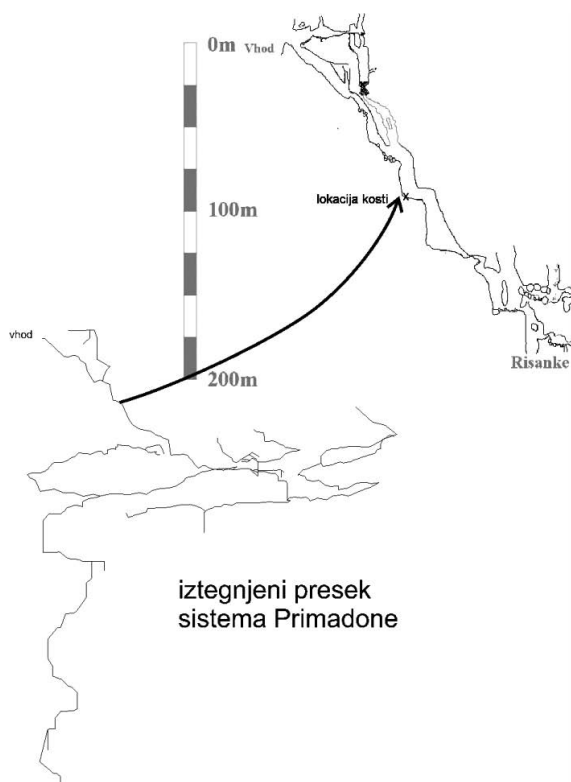 0m Vhod
lokacija kosti
100m
vhod
200m
Risanke
iztegnjeni presek
sistema Primadone